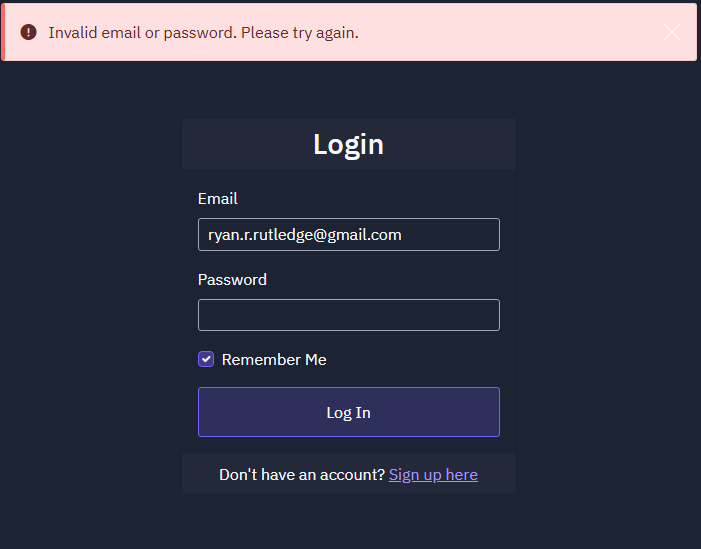 Invalid email or password. Please try again.
Login
Email
ryan.r.rutledge@gmail.com
Password
Remember Me
Log In
Don't have an account? Sign up here